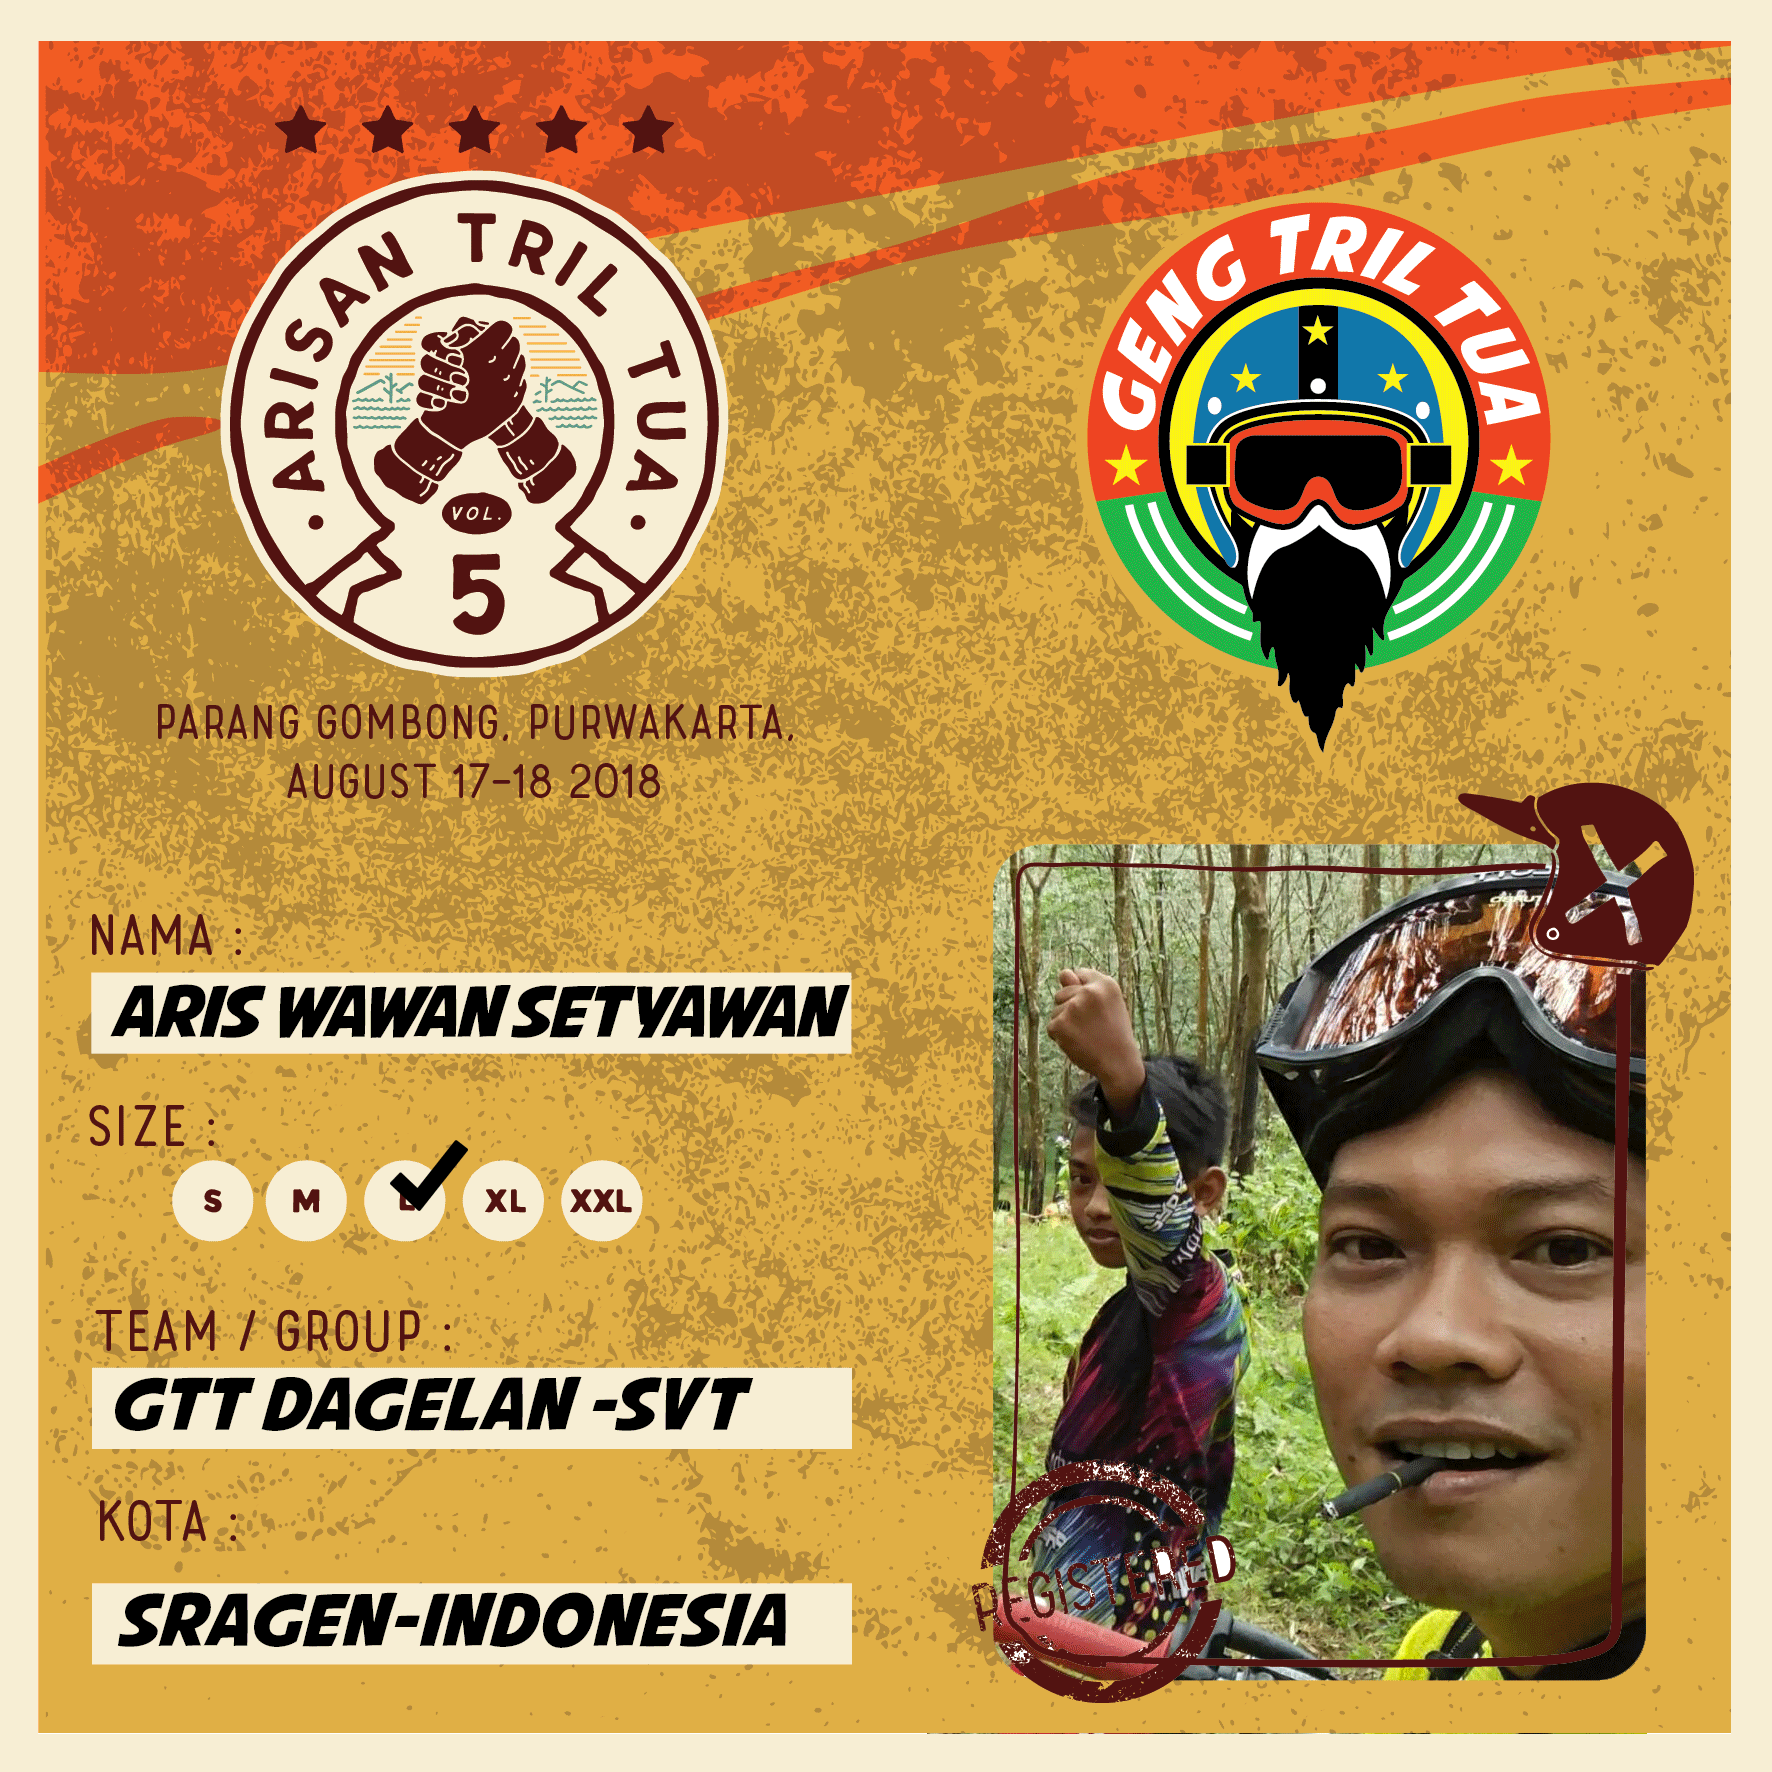 ARISAN TRIL TUA
VOL.
5
GENG TRIL TUA
PARANG GOMBONG, PURWAKARTA,
AUGUST 17-18 2018
NAMA :
ARIS WAWAN SETYAWAN
SIZE :
S M L XL XXL
TEAM / GROUP :
GTT DAGELAN -SVT
KOTA :
SRAGEN-INDONESIA
REGISTERED